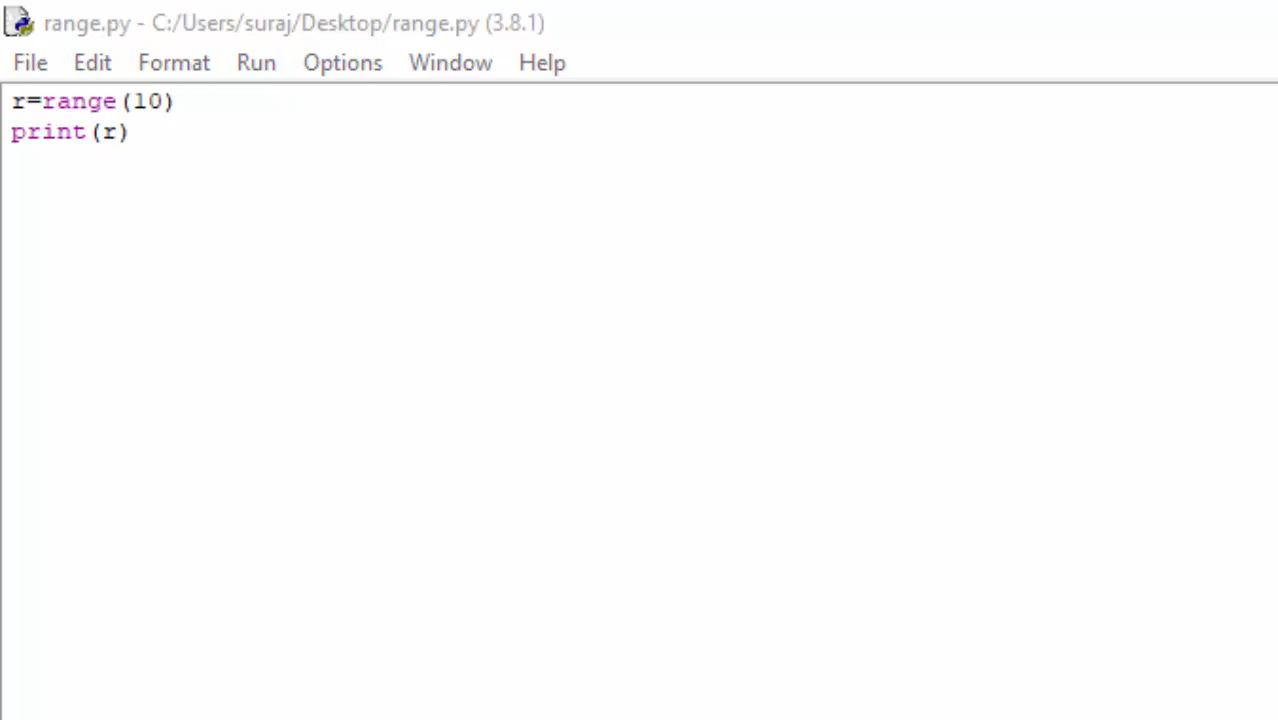 range.py - C:/Users/suraj/Desktop/range.py (3.8.1)
File Edit Format Run Options Window Help
r=range(10)
print(r)